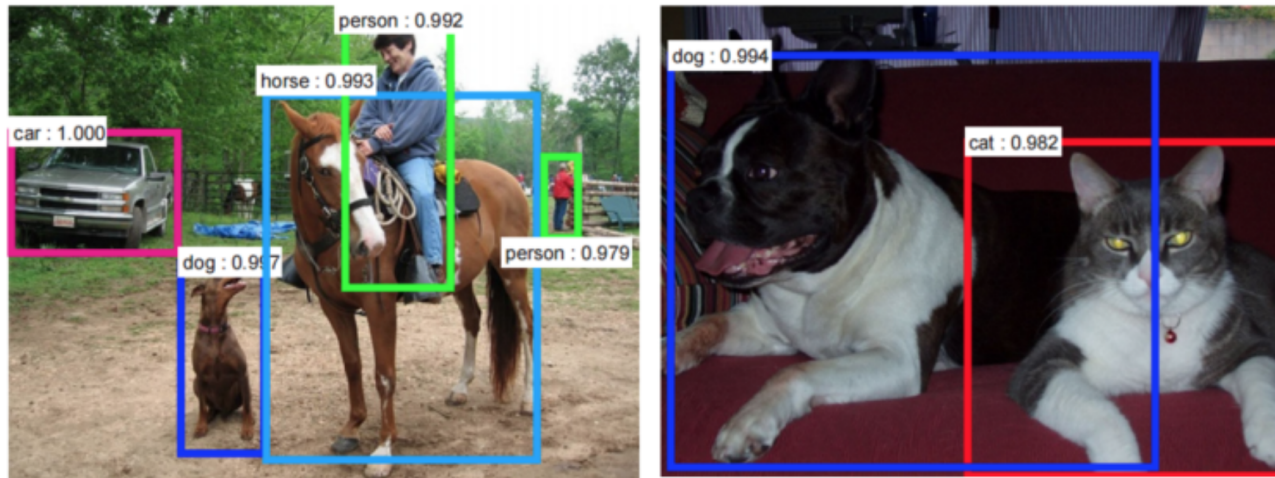 person : 0.992
horse : 0.993
car : 1.000
dog : 0.997
person : 0.979
dog : 0.994
cat : 0.982